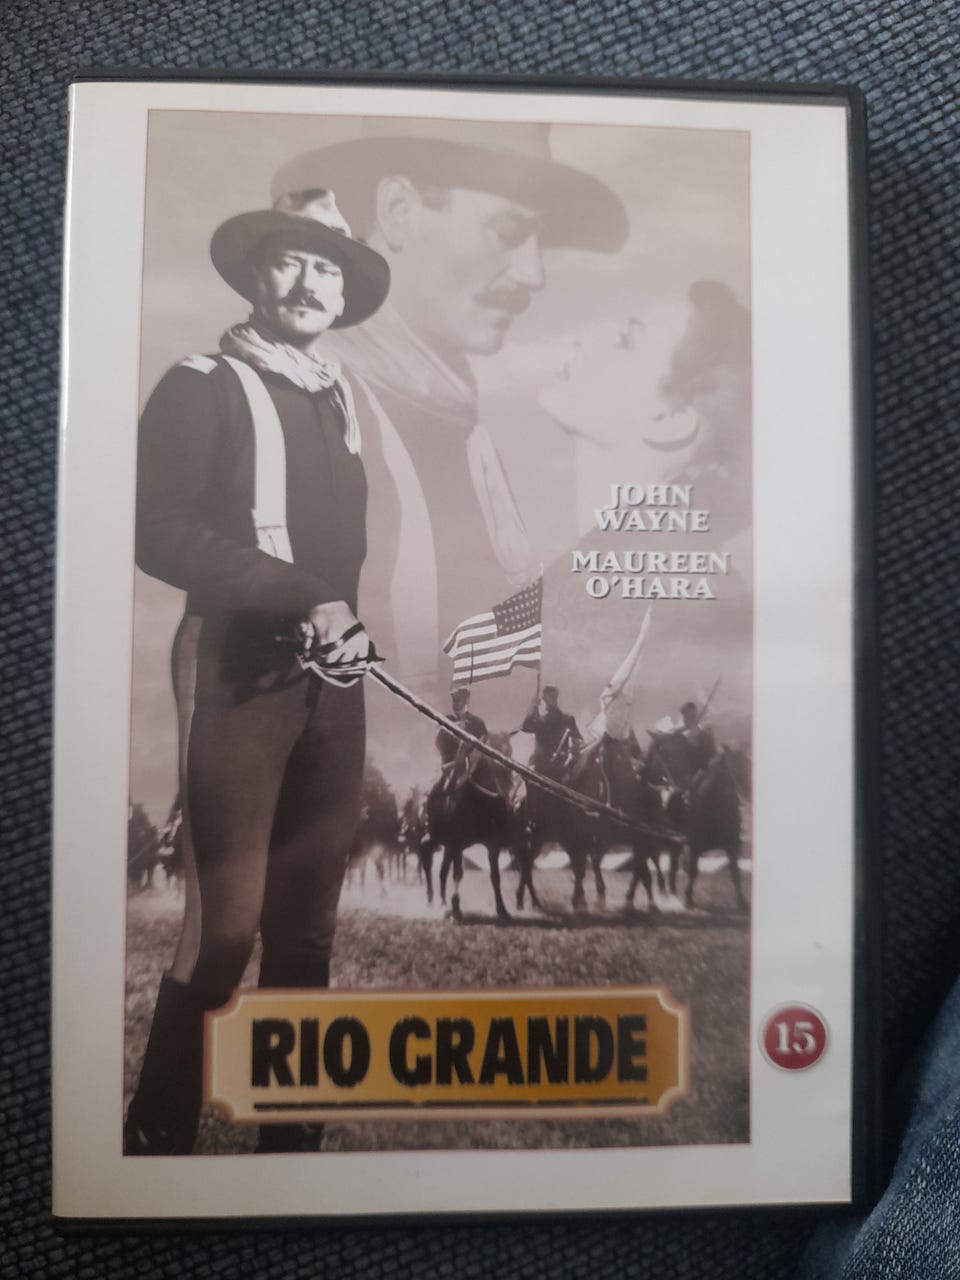 JOHN
WAYNE
MAUREEN
O'HARA
RIO GRANDE
15